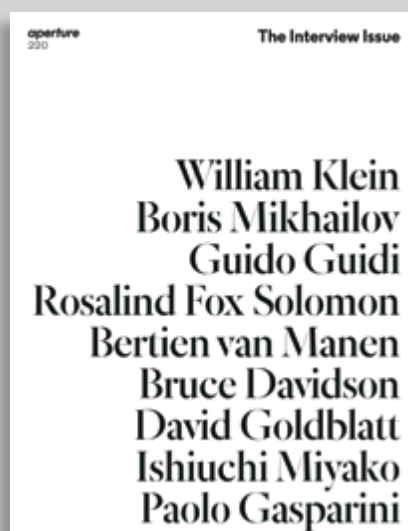 aperture
220
The Interview Issue
William Klein
Boris Mikhailov
Guido Guidi
Rosalind Fox Solomon
Bertien van Manen
Bruce Davidson
David Goldblatt
Ishiuchi Miyako
Paolo Gasparini